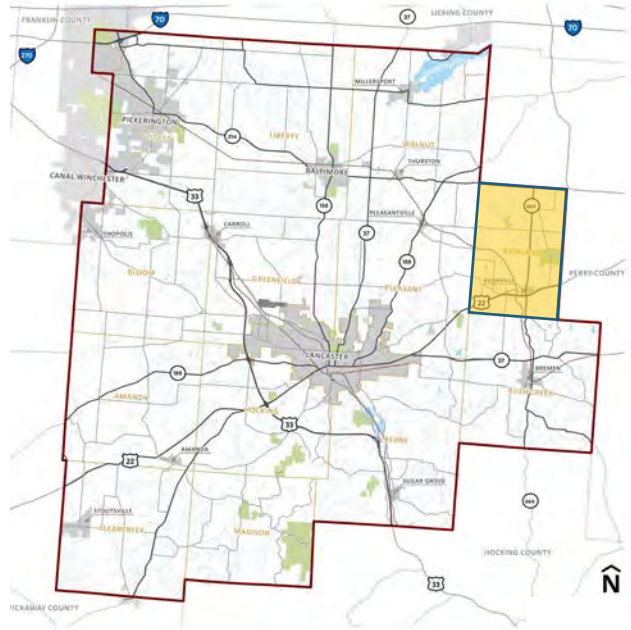 FRANKLIN COUNTY
70
37
LICKING COUNTY
70
270
MILLERSPORT
PICKERINGTON
256
LIBERTY
WALNUT
THURSTON
BALTIMORE
CANAL WINCHESTER
33
158
PLEASANTVILLE
664
LITHOPOLIS
CARROLL
37
188
RICHLAND
BLOOM
GREENFIELD
PLEASANT
PERRY COUNTY
RUSHVILLE
22
LANCASTER
37
188
BREMEN
RUSHCREEK
AMANDA
HOCKING
33
BERNE
22
AMANDA
SUGAR GROVE
664
STOUTSVILLE
CLEARCREEK
MADISON
HOCKING COUNTY
33
N
PICKAWAY COUNTY